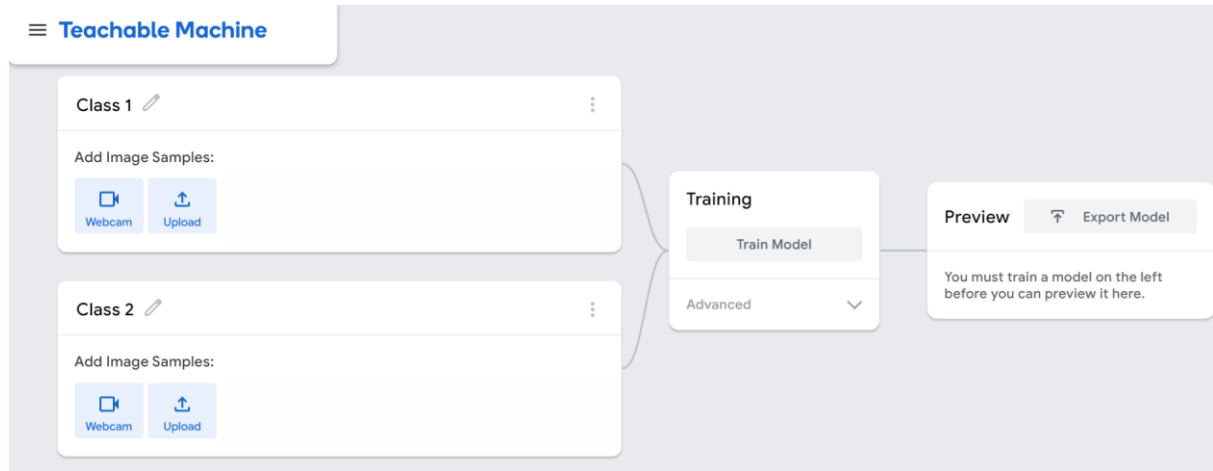 Teachable Machine
Class 1
Add Image Samples:
Webcam
Upload
Class 2
Add Image Samples:
Webcam
Upload
Training
Train Model
Advanced
Preview
Export Model
You must train a model on the left
before you can preview it here.